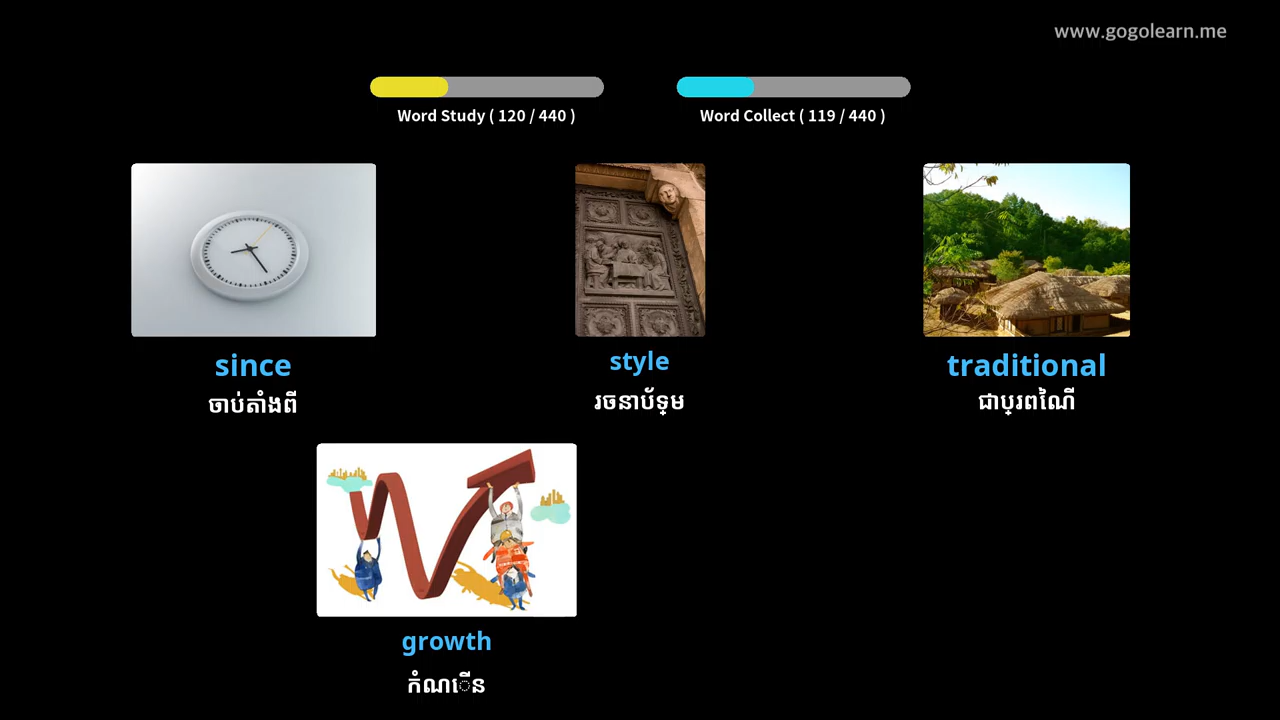 www.gogolearn.me
Word Study ( 120 / 440 )
Word Collect ( 119 / 440 )
since
style
traditional
ចាប់តាំងពី
រចនាប័ទ្ម
ជាប្រពណី
growth
កំណើន